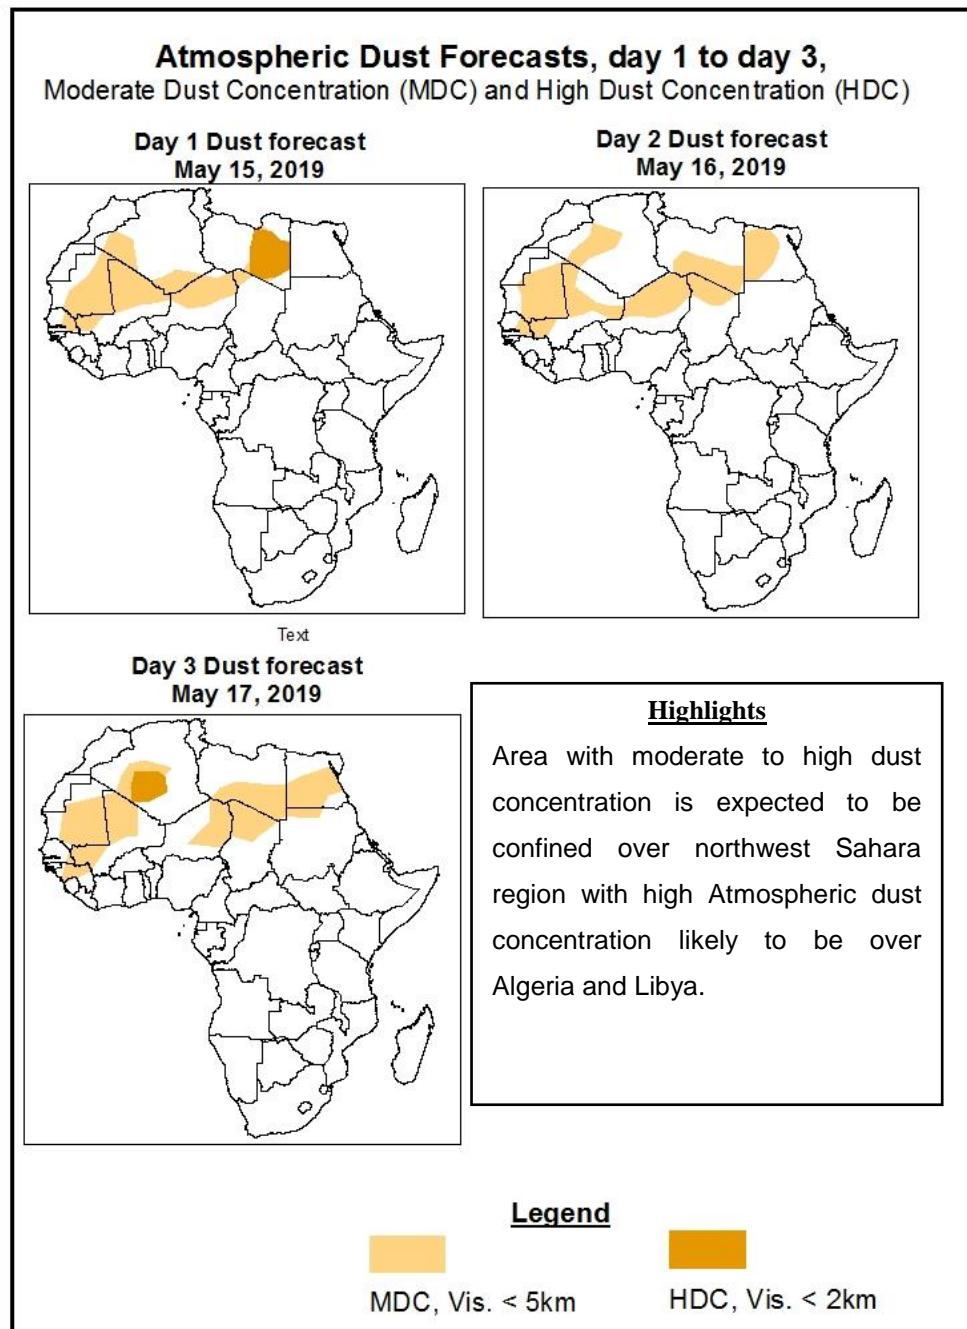 Atmospheric Dust Forecasts, day 1 to day 3,
Moderate Dust Concentration (MDC) and High Dust Concentration (HDC)
Day 1 Dust forecast
May 15, 2019
Day 2 Dust forecast
May 16, 2019
Text
Day 3 Dust forecast
May 17, 2019
Highlights
Area with moderate to high dust
concentration is expected to be
confined over northwest Sahara
region with high Atmospheric dust
concentration likely to be over
Algeria and Libya.
Legend
MDC, Vis. < 5km
HDC, Vis. < 2km